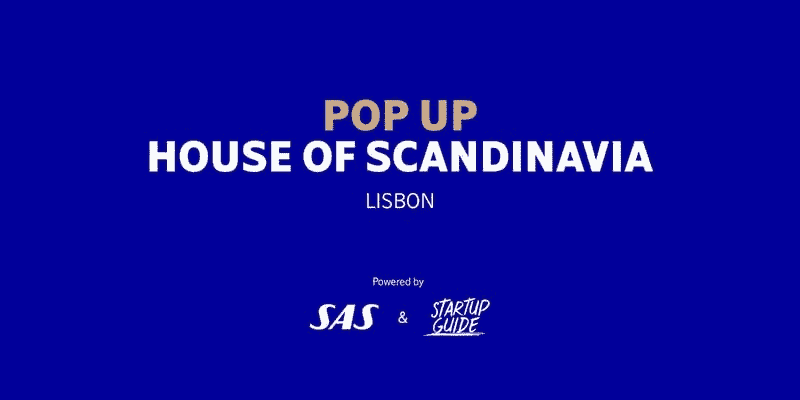 POP UP
HOUSE OF SCANDINAVIA
LISBON
Powered by
SAS & STARTUP
GUIDE